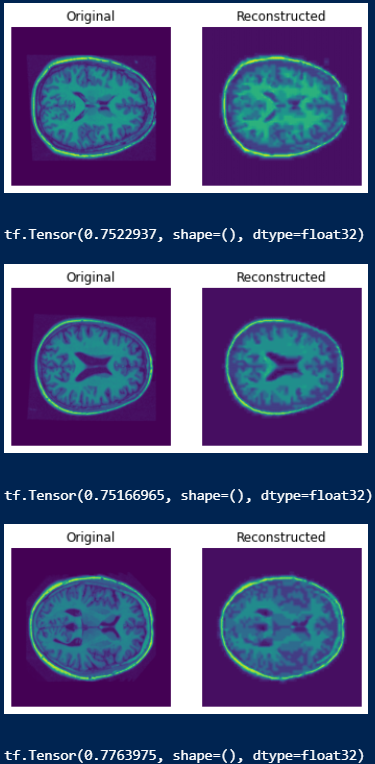 Original Reconstructed
tf.Tensor(0.7522937, shape=(), dtype=float32)
Original Reconstructed
tf.Tensor(0.75166965, shape=(), dtype=float32)
Original Reconstructed
tf.Tensor(0.7763975, shape=(), dtype=float32)